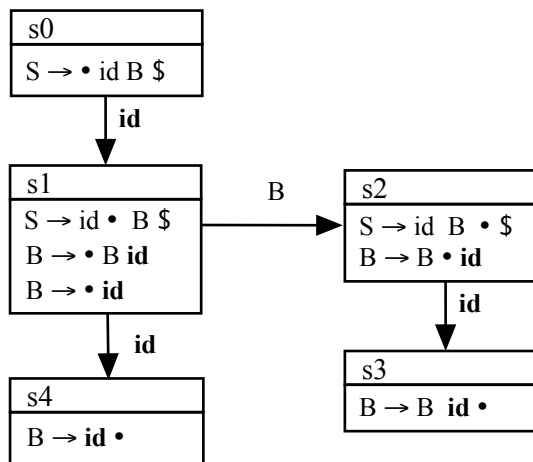 s0
S → • id B $
id
s1
S → id • B $
B → • B id
B → • id
B
s2
S → id B • $
B → B • id
id
id
s4
B → id •
s3
B → B id •